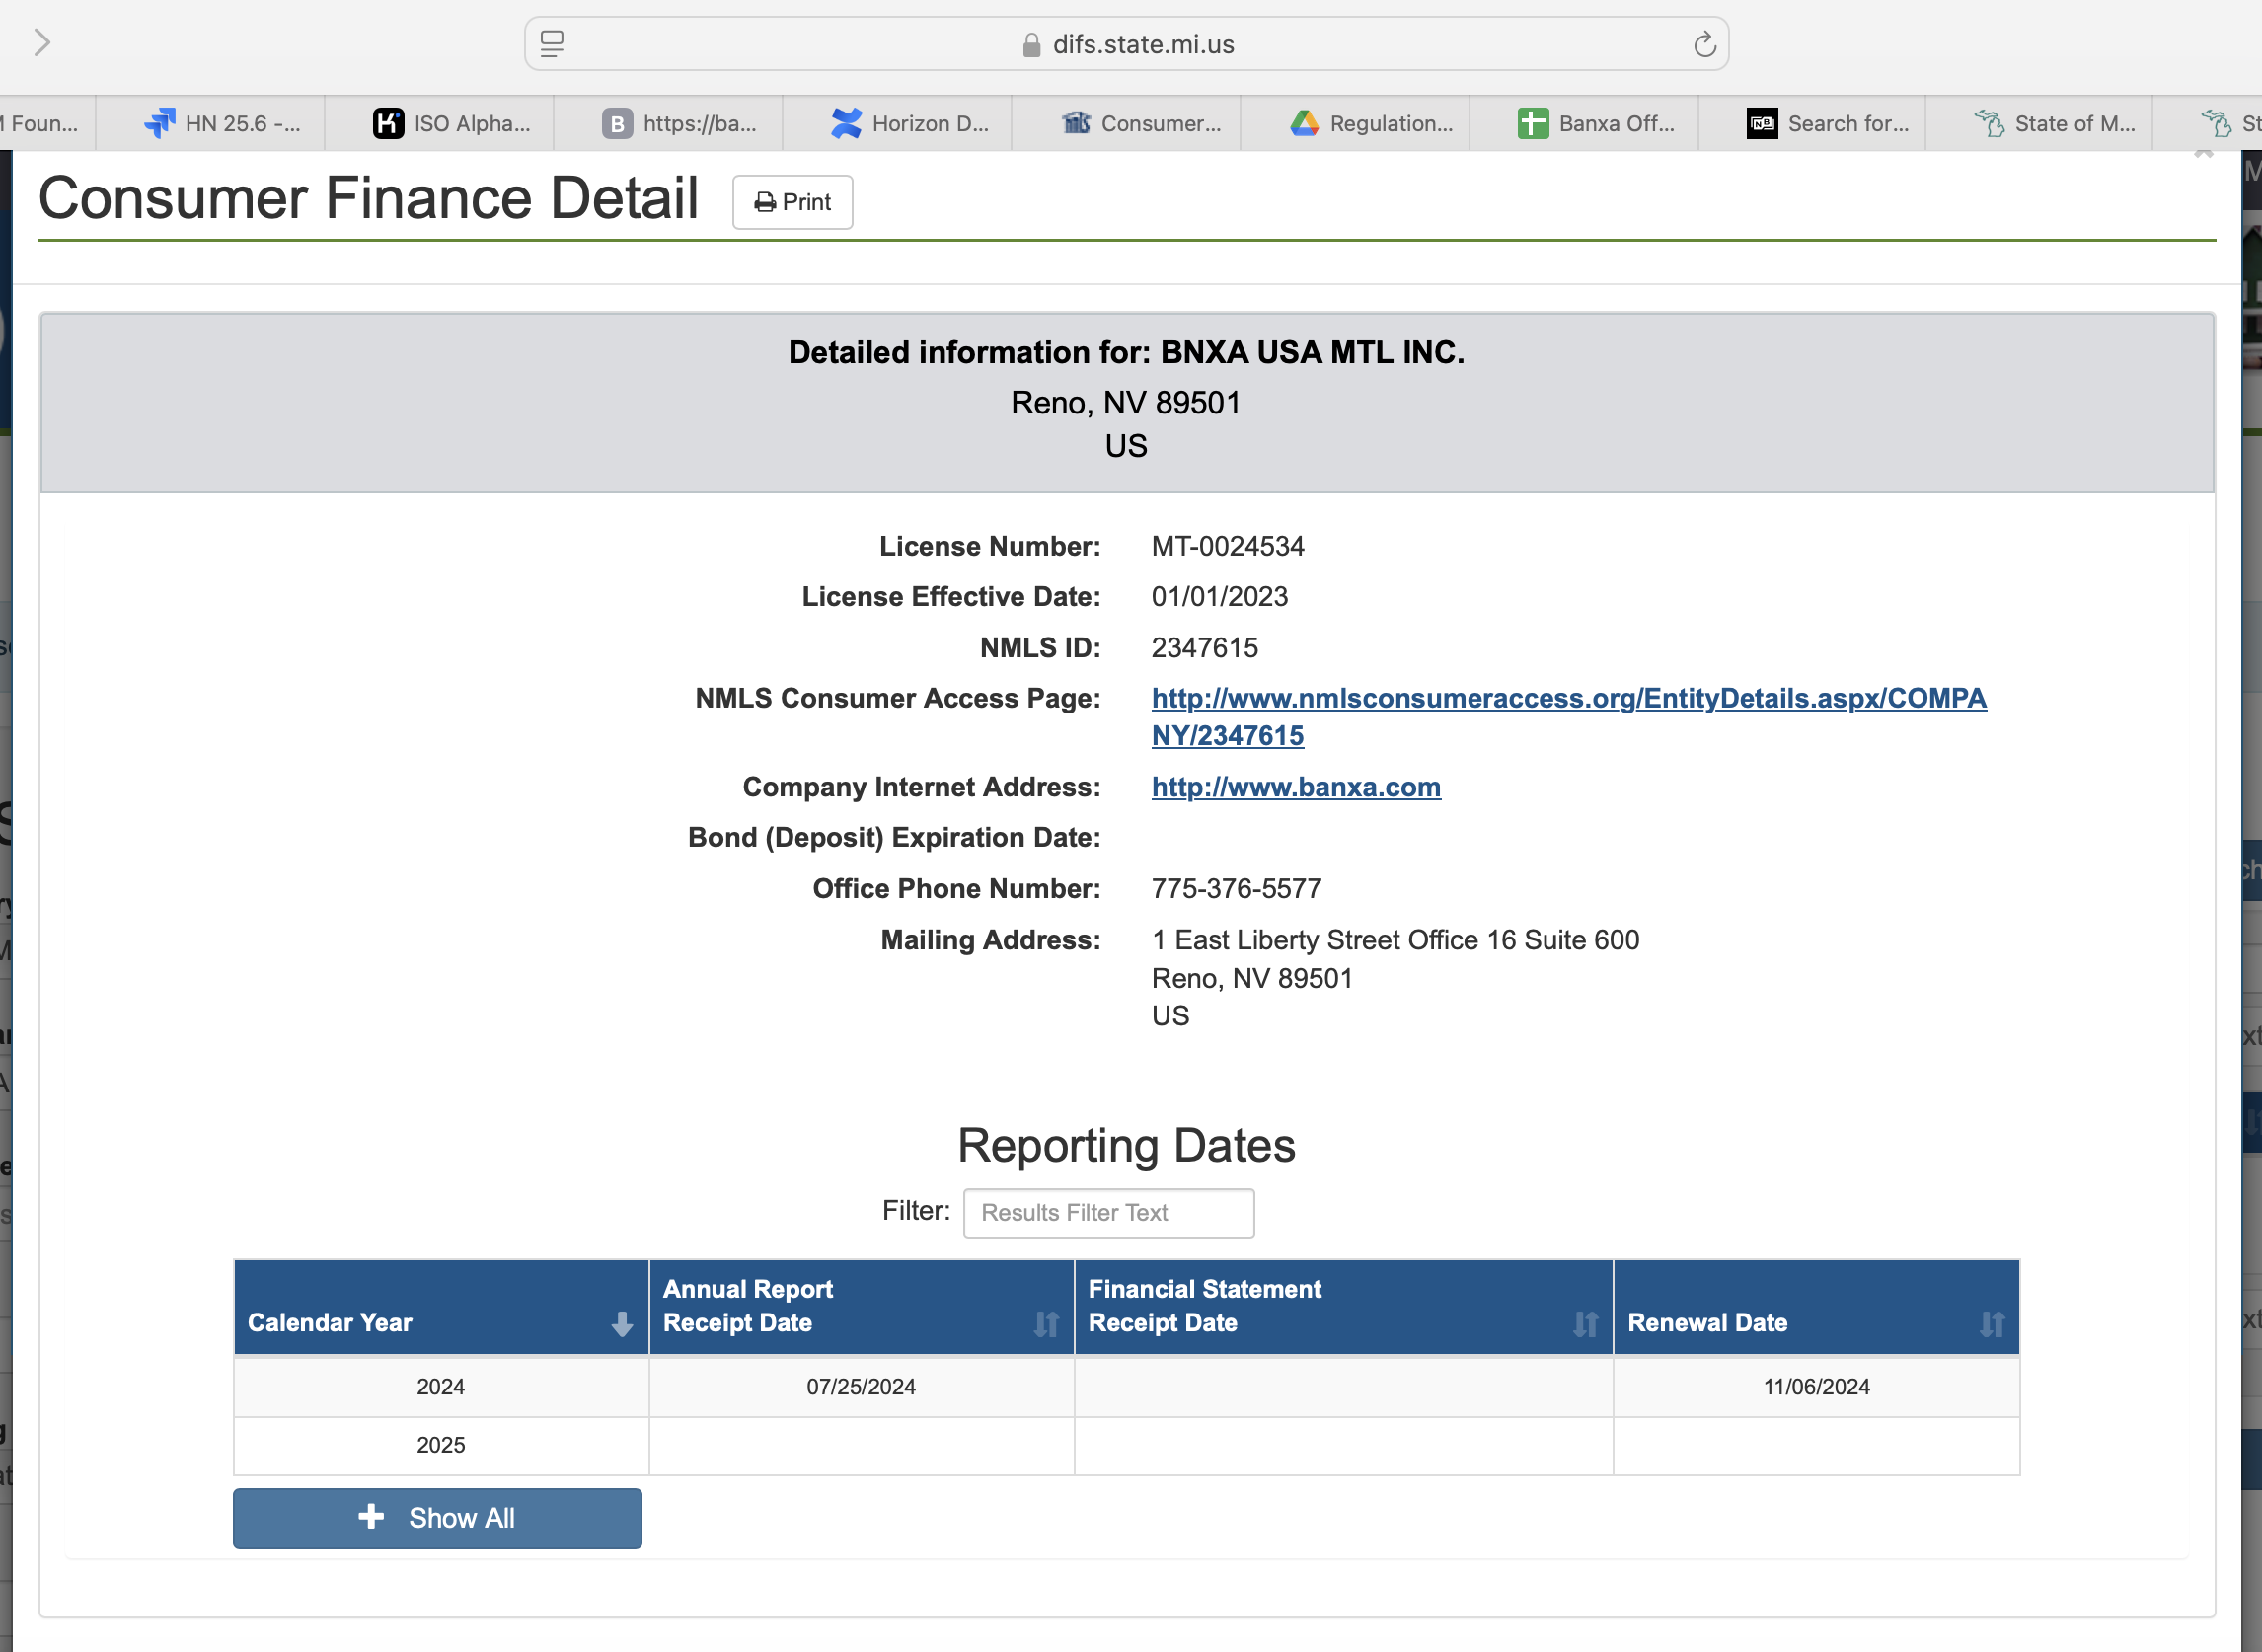 difs.state.mi.us
Foun...
HN 25.6 -...
ISO Alpha...
B
https://ba...
Horizon D...
Consumer...
Regulation...
Banxa Off...
Search for...
State of M...
St
Consumer Finance Detail
Print
Detailed information for: BNXA USA MTL INC.
Reno, NV 89501
US
License Number: MT-0024534
License Effective Date: 01/01/2023
NMLS ID: 2347615
NMLS Consumer Access Page: http://www.nmlsconsumeraccess.org/EntityDetails.aspx/COMPA
NY/2347615
Company Internet Address: http://www.banxa.com
Bond (Deposit) Expiration Date:
Office Phone Number: 775-376-5577
Mailing Address: 1 East Liberty Street Office 16 Suite 600
Reno, NV 89501
US
Reporting Dates
Filter: Results Filter Text
Calendar Year
Annual Report
Receipt Date
Financial Statement
Receipt Date
Renewal Date
2024 07/25/2024 11/06/2024
2025
Show All